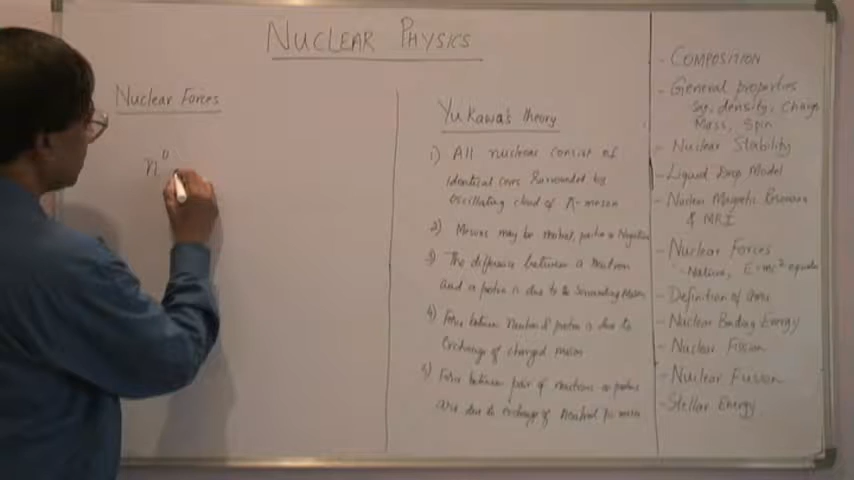 NUCLEAR PHYSICS
Nuclear Forces
n⁰
Yukawa's theory
1) All nucleons consist of
identical cores surrounded by
oscillating cloud of π-meson
2) Mesons may be neutral, positive or Negative
3) The difference between a neutron
and a proton is due to surrounding Meson
4) Force between Neutron & proton is due to
exchange of charged meson
5) Force between pair of neutrons or protons
are due to exchange of Neutral meson
- COMPOSITION
- General properties
density, Charge
Mass, Spin
- Nuclear Stability
- Liquid Drop Model
- Nuclear Magnetic Resonance
& MRI
- Nuclear Forces
- Nature, E=mc²
- Definition of amu
- Nuclear Binding Energy
- Nuclear Fission
- Nuclear Fusion
- Stellar Energy